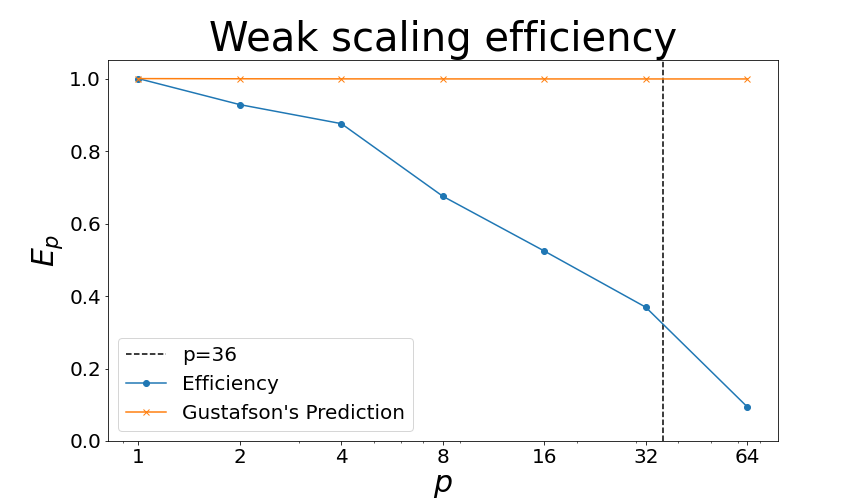 Weak scaling efficiency
1.0
0.8
0.6
0.4
0.2
0.0
E_p
p=36
Efficiency
Gustafson's Prediction
1 2 4 8 16 32 64
p